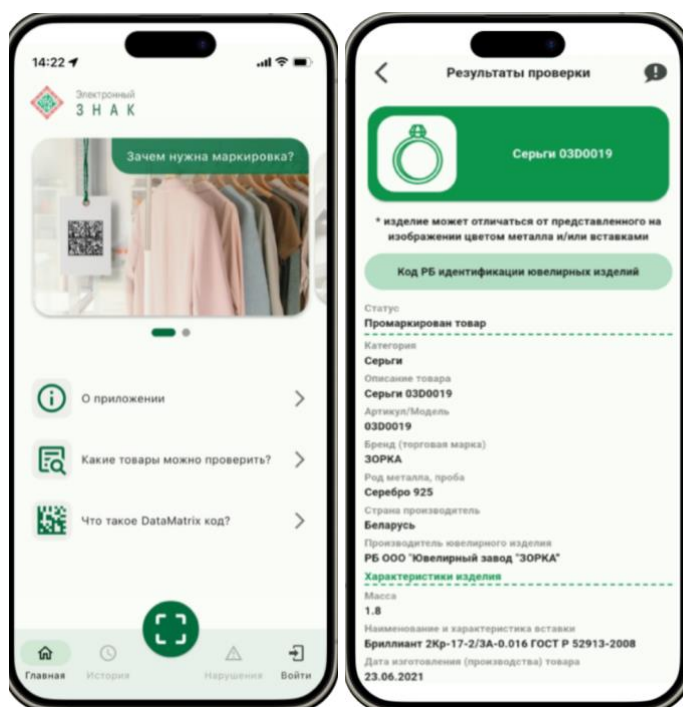 14:22
Электронный
ЗНАК
Зачем нужна маркировка?
О приложении
Какие товары можно проверить?
Что такое DataMatrix код?
Главная
История
Нарушения
Войти
Результаты проверки
Серьги 03D0019
* изделие может отличаться от представленного на
изображении цветом металла и/или вставками
Код РБ идентификации ювелирных изделий
Статус
Промаркирован товар
Категория
Серьги
Описание товара
Серьги 03D0019
Артикул/Модель
03D0019
Бренд (торговая марка)
ЗОРКА
Род металла, проба
Серебро 925
Страна производитель
Беларусь
Производитель ювелирного изделия
РБ ООО "Ювелирный завод "ЗОРКА"
Характеристики изделия
Масса
1.8
Наименование и характеристика вставки
Бриллиант 2Кр-17-2/3А-0.016 ГОСТ Р 52913-2008
Дата изготовления (производства) товара
23.06.2021